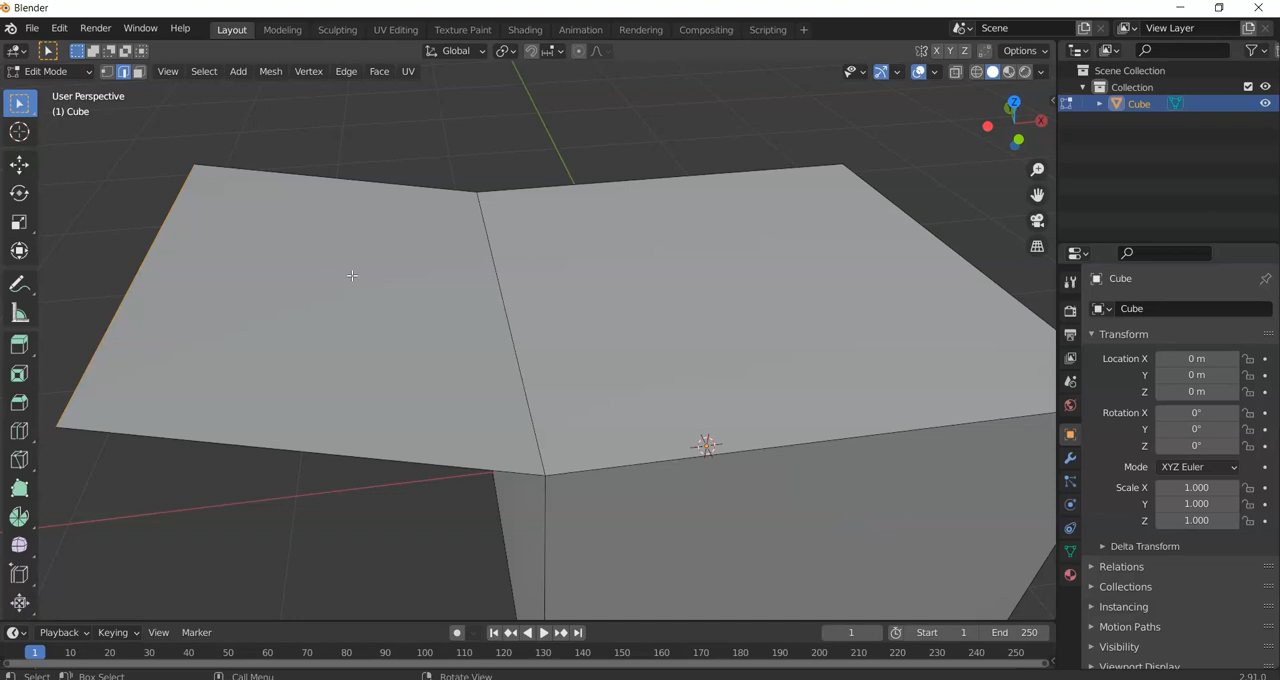 Blender
File Edit Render Window Help Layout Modeling Sculpting UV Editing Texture Paint Shading Animation Rendering Compositing Scripting + Scene View Layer
Global X Y Z Options
Edit Mode View Select Add Mesh Vertex Edge Face UV
User Perspective
(1) Cube
Z
X
Scene Collection
Collection
Cube
Cube
Cube
Transform
Location X 0 m
Y 0 m
Z 0 m
Rotation X 0°
Y 0°
Z 0°
Mode XYZ Euler
Scale X 1.000
Y 1.000
Z 1.000
Delta Transform
Relations
Collections
Instancing
Motion Paths
Visibility
Viewport Display
Playback Keying View Marker 1 Start 1 End 250
1 10 20 30 40 50 60 70 80 90 100 110 120 130 140 150 160 170 180 190 200 210 220 230 240 250
Select Box Select Call Menu Rotate View 2.91.0